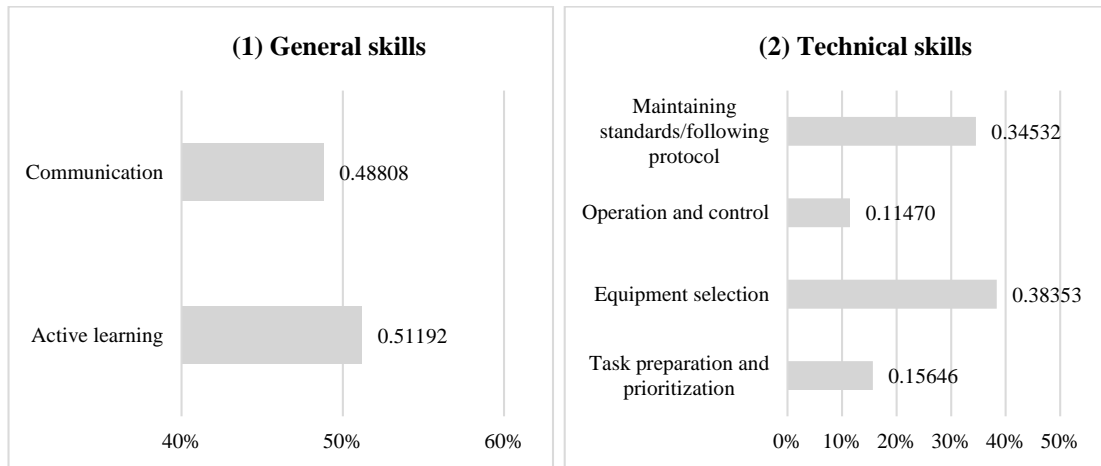 (1) General skills
Communication
0.48808
Active learning
0.51192
40%
50%
60%
(2) Technical skills
Maintaining
standards/following
protocol
0.34532
Operation and control
0.11470
Equipment selection
0.38353
Task preparation and
prioritization
0.15646
0%
10%
20%
30%
40%
50%